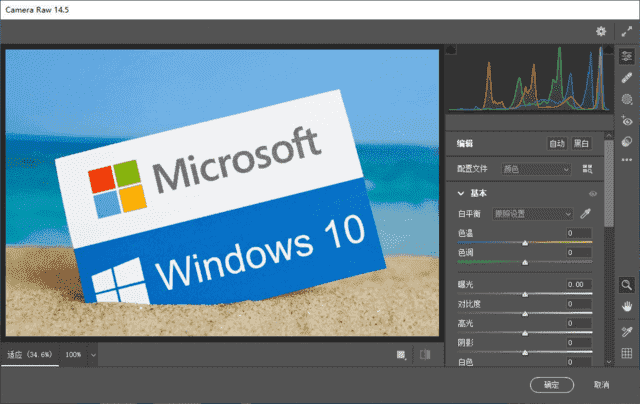 Camera Raw 14.5
Microsoft
Windows 10
编辑
自动
黑白
配置文件
颜色
基本
白平衡
原照设置
色温
0
色调
0
曝光
0.00
对比度
0
高光
0
阴影
0
白色
0
适应 (34.6%)
100%
确定
取消